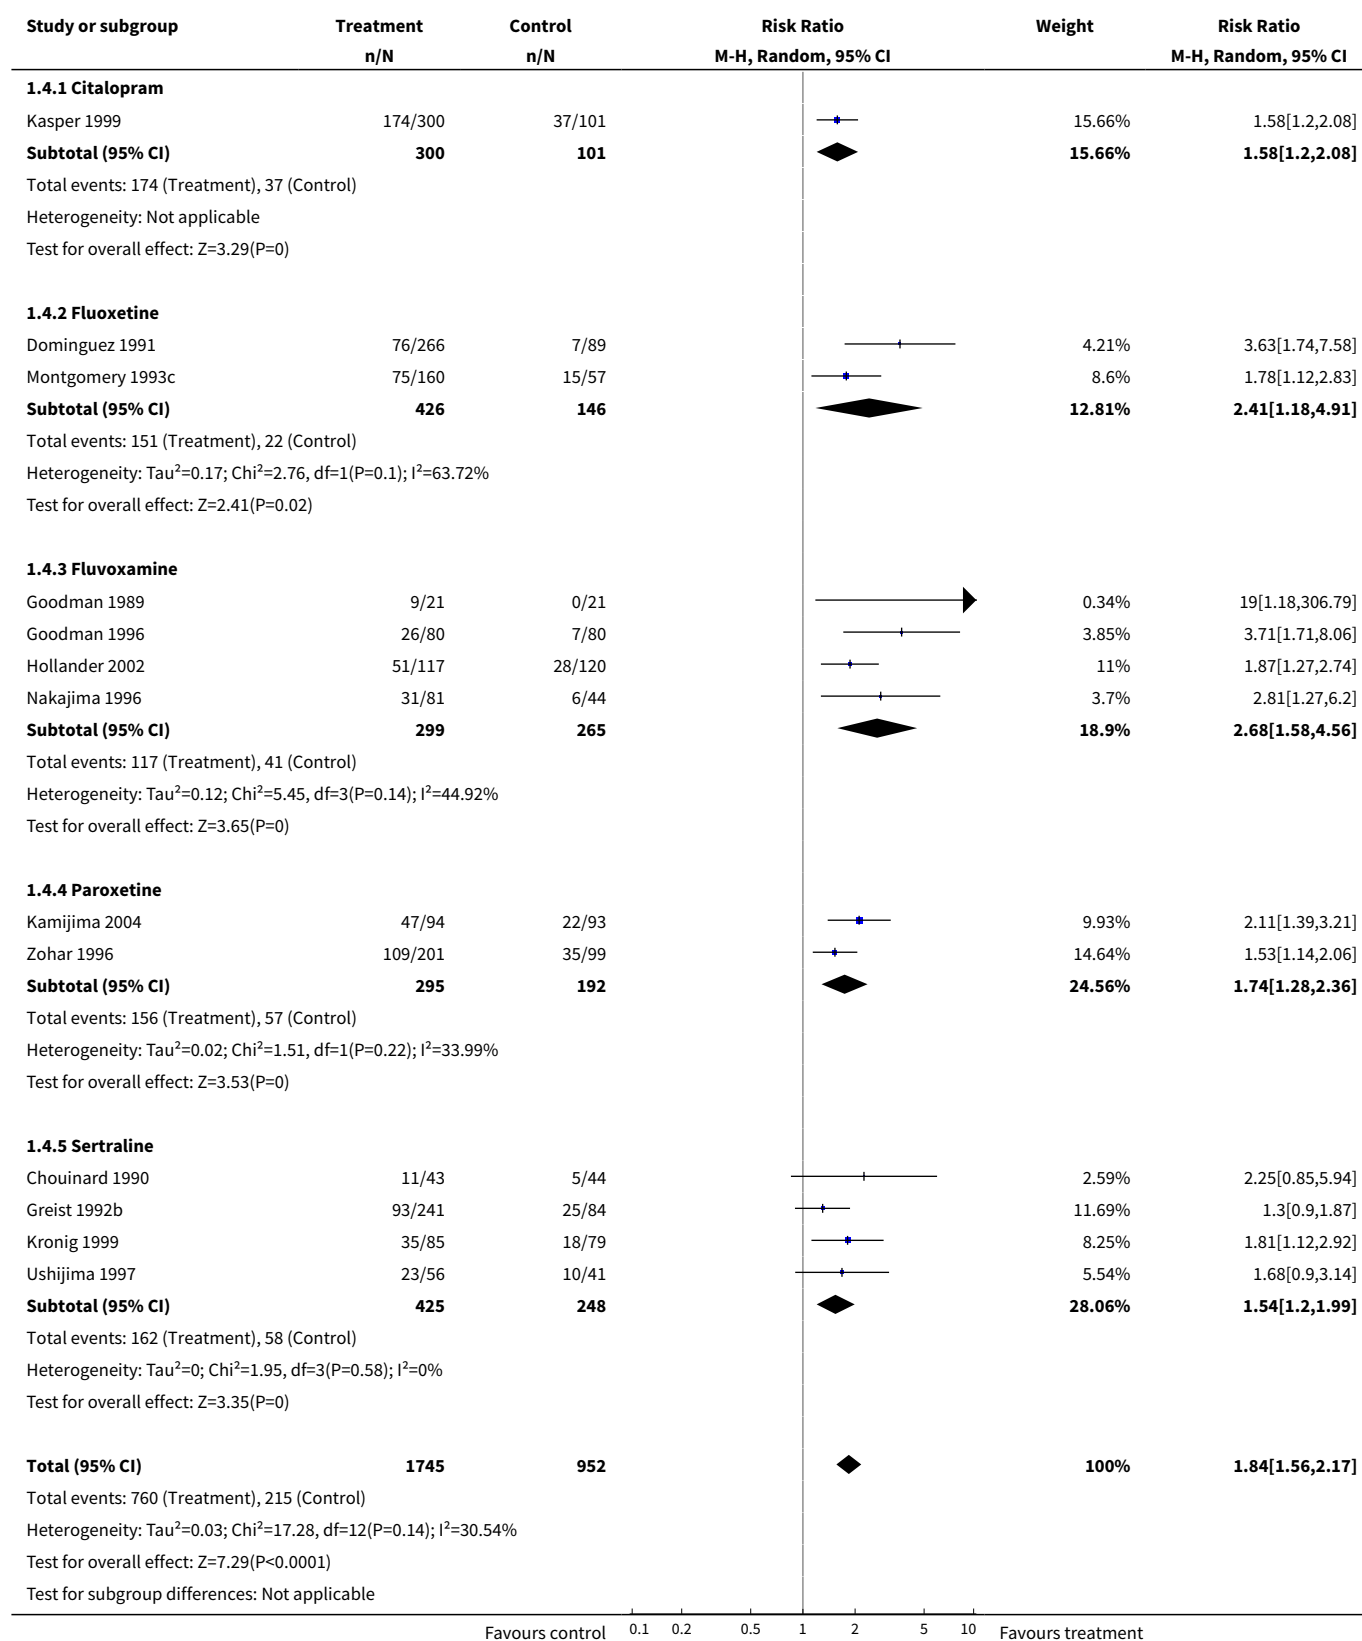 Study or subgroup Treatment Control Risk Ratio Weight Risk Ratio
n/N n/N M-H, Random, 95% CI M-H, Random, 95% CI
1.4.1 Citalopram
Kasper 1999 174/300 37/101 15.66% 1.58[1.2,2.08]
Subtotal (95% CI) 300 101 15.66% 1.58[1.2,2.08]
Total events: 174 (Treatment), 37 (Control)
Heterogeneity: Not applicable
Test for overall effect: Z=3.29(P=0)
1.4.2 Fluoxetine
Dominguez 1991 76/266 7/89 4.21% 3.63[1.74,7.58]
Montgomery 1993c 75/160 15/57 8.6% 1.78[1.12,2.83]
Subtotal (95% CI) 426 146 12.81% 2.41[1.18,4.91]
Total events: 151 (Treatment), 22 (Control)
Heterogeneity: Tau²=0.17; Chi²=2.76, df=1(P=0.1); I²=63.72%
Test for overall effect: Z=2.41(P=0.02)
1.4.3 Fluvoxamine
Goodman 1989 9/21 0/21 0.34% 19[1.18,306.79]
Goodman 1996 26/80 7/80 3.85% 3.71[1.71,8.06]
Hollander 2002 51/117 28/120 11% 1.87[1.27,2.74]
Nakajima 1996 31/81 6/44 3.7% 2.81[1.27,6.2]
Subtotal (95% CI) 299 265 18.9% 2.68[1.58,4.56]
Total events: 117 (Treatment), 41 (Control)
Heterogeneity: Tau²=0.12; Chi²=5.45, df=3(P=0.14); I²=44.92%
Test for overall effect: Z=3.65(P=0)
1.4.4 Paroxetine
Kamijima 2004 47/94 22/93 9.93% 2.11[1.39,3.21]
Zohar 1996 109/201 35/99 14.64% 1.53[1.14,2.06]
Subtotal (95% CI) 295 192 24.56% 1.74[1.28,2.36]
Total events: 156 (Treatment), 57 (Control)
Heterogeneity: Tau²=0.02; Chi²=1.51, df=1(P=0.22); I²=33.99%
Test for overall effect: Z=3.53(P=0)
1.4.5 Sertraline
Chouinard 1990 11/43 5/44 2.59% 2.25[0.85,5.94]
Greist 1992b 93/241 25/84 11.69% 1.3[0.9,1.87]
Kronig 1999 35/85 18/79 8.25% 1.81[1.12,2.92]
Ushijima 1997 23/56 10/41 5.54% 1.68[0.9,3.14]
Subtotal (95% CI) 425 248 28.06% 1.54[1.2,1.99]
Total events: 162 (Treatment), 58 (Control)
Heterogeneity: Tau²=0; Chi²=1.95, df=3(P=0.58); I²=0%
Test for overall effect: Z=3.35(P=0)
Total (95% CI) 1745 952 100% 1.84[1.56,2.17]
Total events: 760 (Treatment), 215 (Control)
Heterogeneity: Tau²=0.03; Chi²=17.28, df=12(P=0.14); I²=30.54%
Test for overall effect: Z=7.29(P<0.0001)
Test for subgroup differences: Not applicable
Favours control 0.1 0.2 0.5 1 2 5 10 Favours treatment